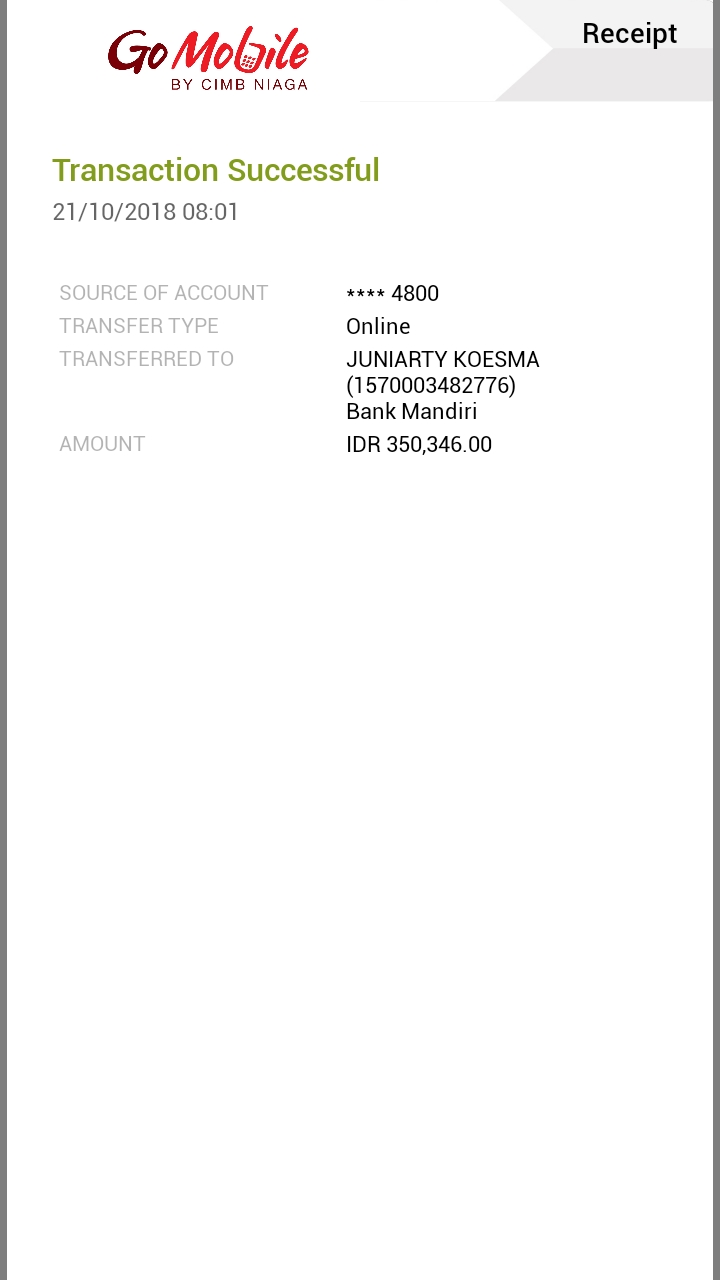 Go Mobile
BY CIMB NIAGA
Receipt
Transaction Successful
21/10/2018 08:01
SOURCE OF ACCOUNT **** 4800
TRANSFER TYPE Online
TRANSFERRED TO JUNIARTY KOESMA
(1570003482776)
Bank Mandiri
AMOUNT IDR 350,346.00